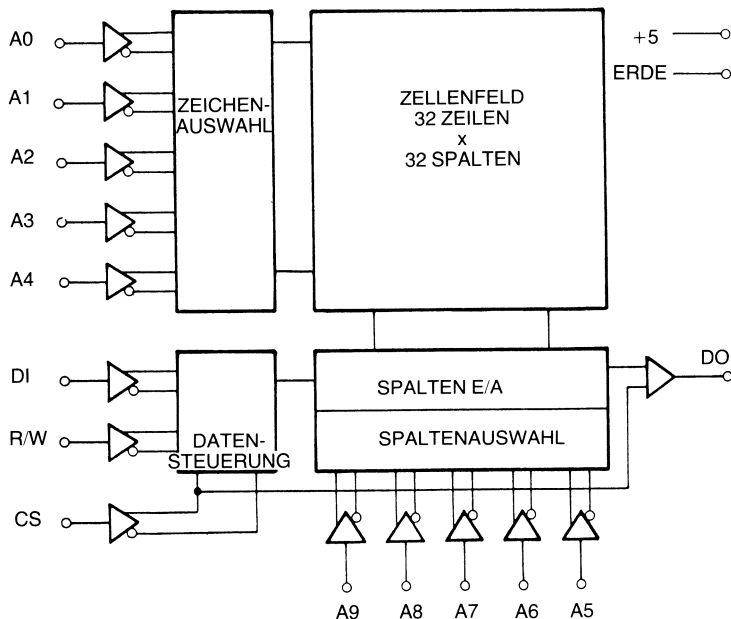 A0
A1
A2
A3
A4
ZEICHEN-
AUSWAHL
ZELLENFELD
32 ZEILEN
x
32 SPALTEN
+5
ERDE
DI
R/W
CS
DATEN-
STEUERUNG
SPALTEN E/A
SPALTENAUSWAHL
DO
A9
A8
A7
A6
A5